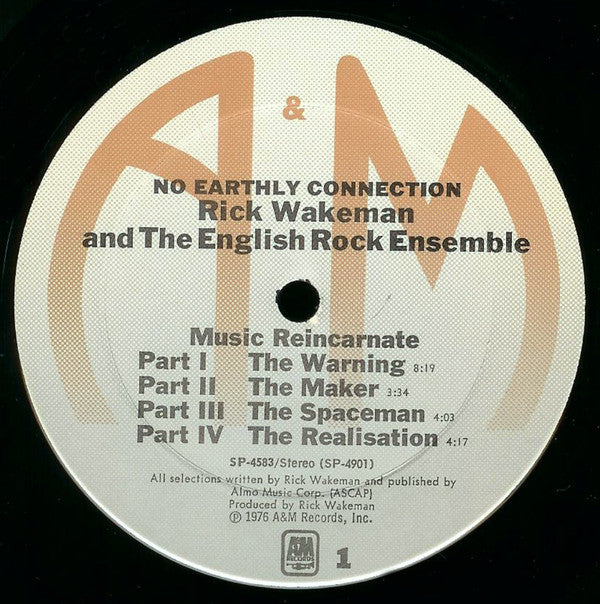 A & M
NO EARTHLY CONNECTION
Rick Wakeman
and The English Rock Ensemble
Music Reincarnate
Part I The Warning 8:19
Part II The Maker 3:34
Part III The Spaceman 4:03
Part IV The Realisation 4:17
SP-4583/Stereo (SP-4901)
All selections written by Rick Wakeman and published by
Almo Music Corp. (ASCAP)
Produced by Rick Wakeman
℗ 1976 A&M Records, Inc.
A&M
RECORDS
1